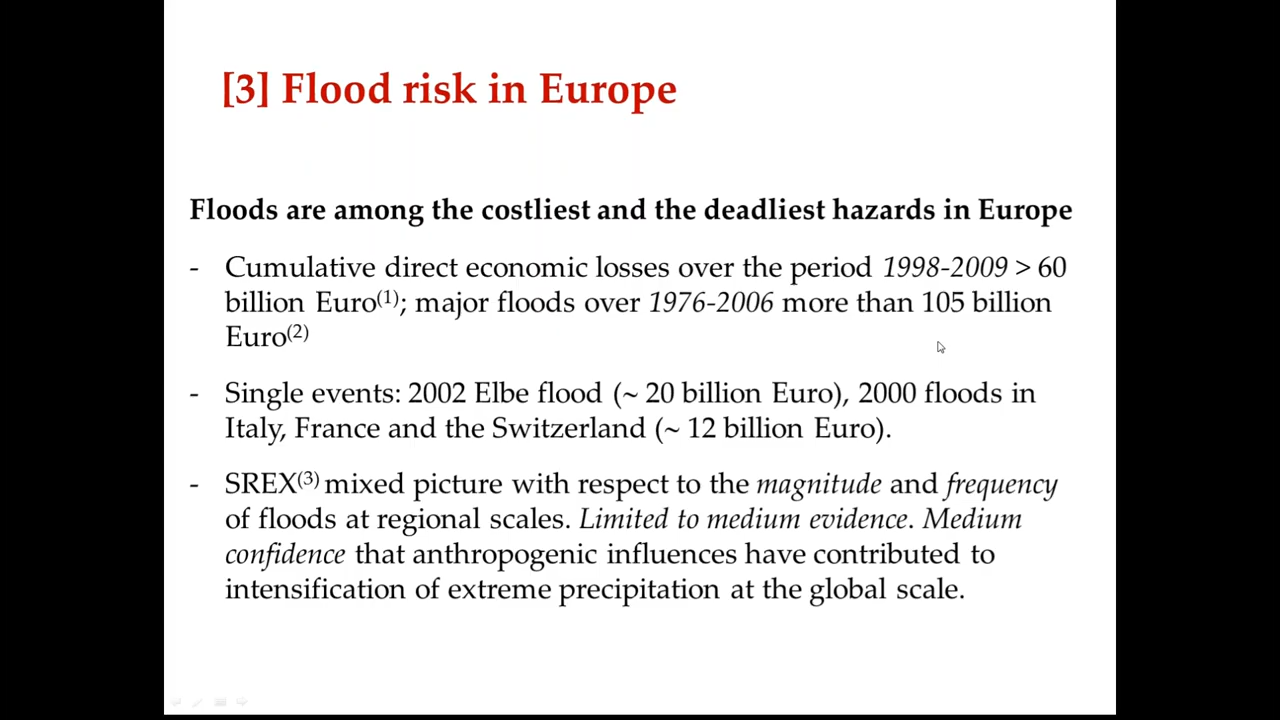 [3] Flood risk in Europe
Floods are among the costliest and the deadliest hazards in Europe
- Cumulative direct economic losses over the period 1998-2009 > 60
billion Euro(1); major floods over 1976-2006 more than 105 billion
Euro(2)
- Single events: 2002 Elbe flood (~ 20 billion Euro), 2000 floods in
Italy, France and the Switzerland (~ 12 billion Euro).
- SREX(3) mixed picture with respect to the magnitude and frequency
of floods at regional scales. Limited to medium evidence. Medium
confidence that anthropogenic influences have contributed to
intensification of extreme precipitation at the global scale.